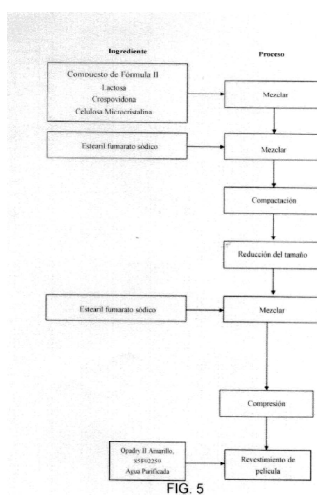 Ingrediente
Proceso
Compuesto de Fórmula II
Lactosa
Crospovidona
Celulosa Microcristalina
Mezclar
Estearil fumarato sódico
Mezclar
Compactación
Reducción del tamaño
Estearil fumarato sódico
Mezclar
Compresión
Opadry II Amarillo,
Agua Purificada
Revestimiento de
película
FIG. 5